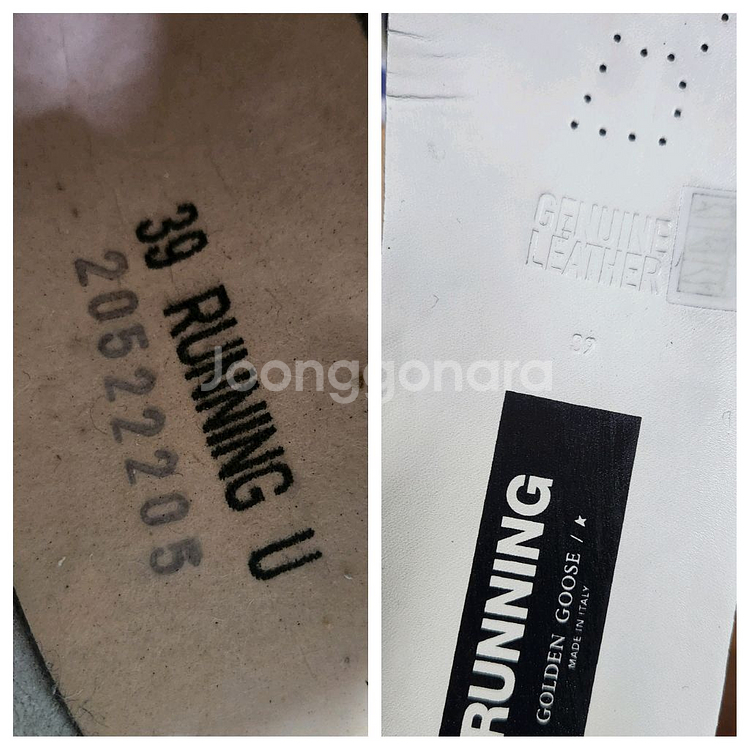 39 RUNNING U
20522205
Joonggonara
GENUINE
LEATHER
39
RUNNING
GOLDEN GOOSE /
MADE IN ITALY